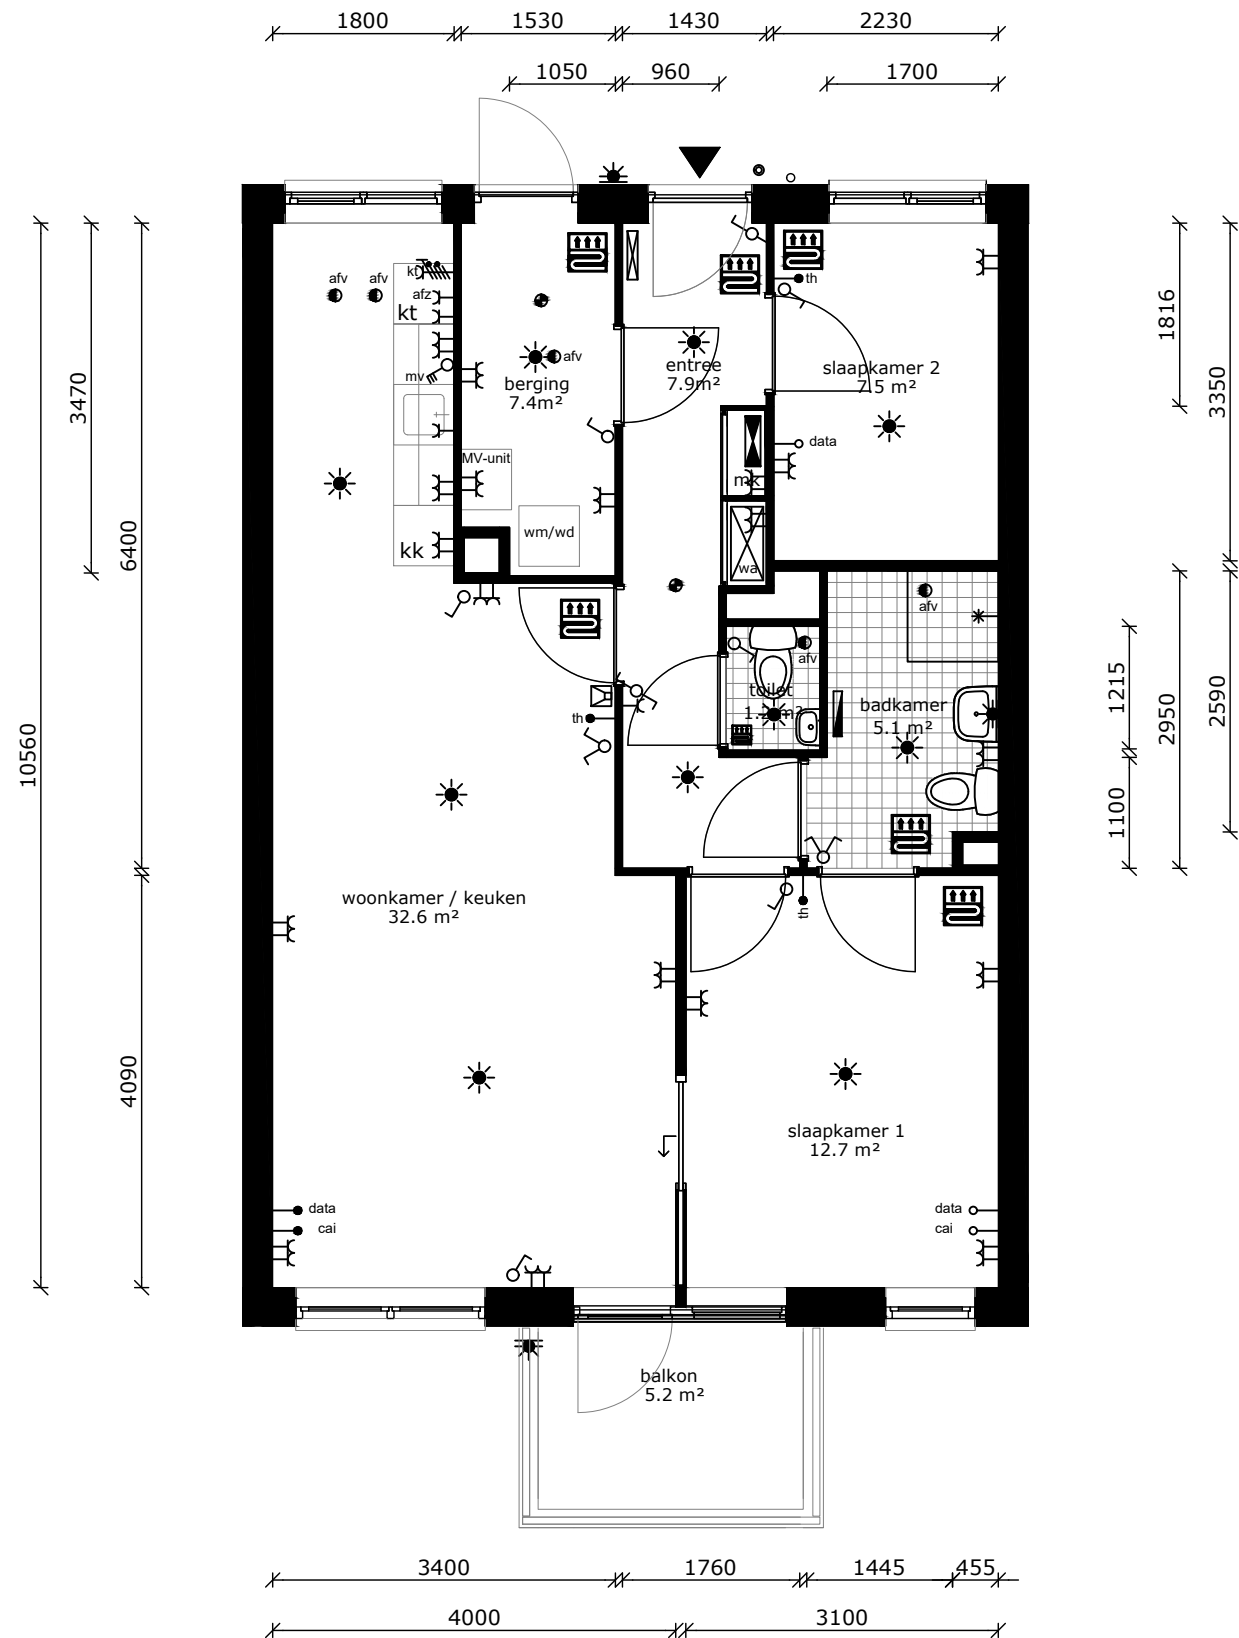 1800
1530
1430
2230
1050
960
1700
kt
afv
afv
afz
kt
mv
afv
berging
7.4m²
entree
7.9m²
th
slaapkamer 2
7.5 m²
1816
3350
3470
6400
10560
MV-unit
wm/wd
kk
data
mk
wa
afv
afv
toilet
badkamer
5.1 m²
th
1215
2950
2590
1100
woonkamer / keuken
32.6 m²
th
4090
slaapkamer 1
12.7 m²
data
cai
data
cai
balkon
5.2 m²
3400
1760
1445
455
4000
3100